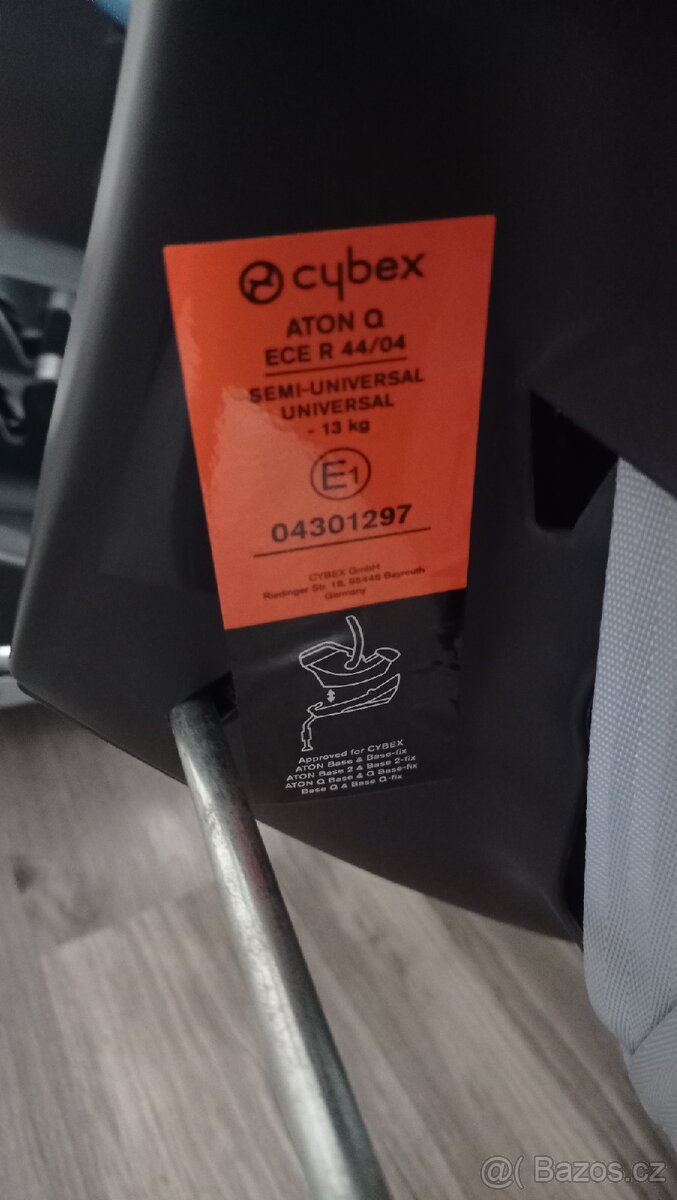 cybex
ATON Q
ECE R 44/04
SEMI-UNIVERSAL
UNIVERSAL
- 13 kg
E1
04301297
CYBEX GmbH
Riedinger Str. 18, 95448 Bayreuth
Germany
Approved for CYBEX
ATON Base & Base-fix
ATON Base 2 & Base 2-fix
ATON Q Base & Q Base-fix
Base Q & Base Q-fix
@( Bazos.cz